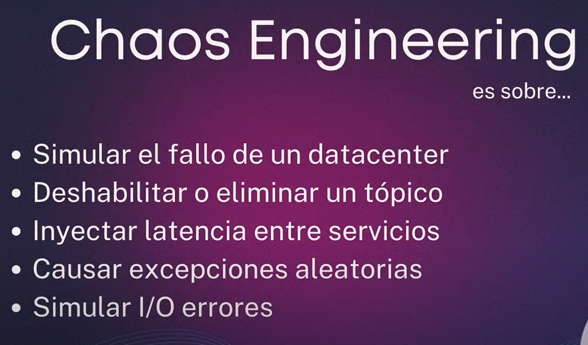 Chaos Engineering
es sobre...
• Simular el fallo de un datacenter
• Deshabilitar o eliminar un tópico
• Inyectar latencia entre servicios
• Causar excepciones aleatorias
• Simular I/O errores